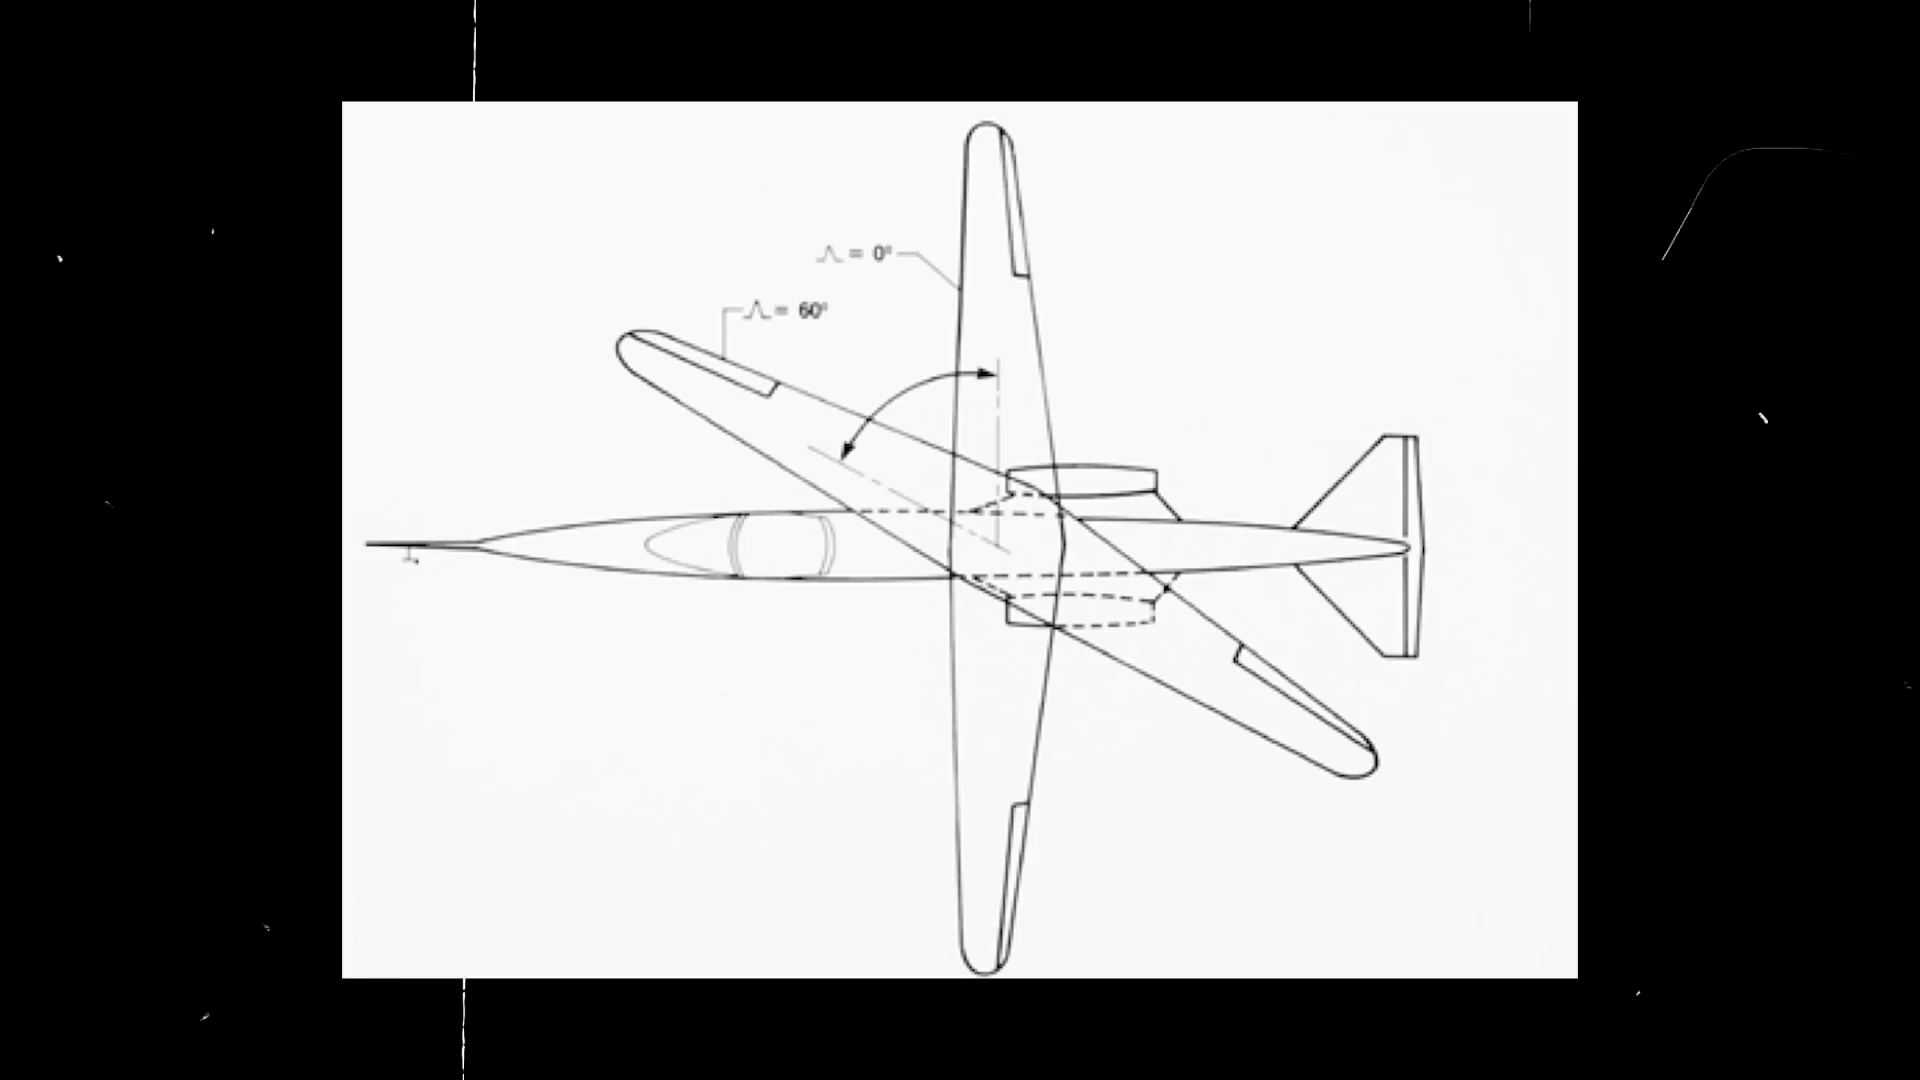 Λ = 0°
Λ = 60°